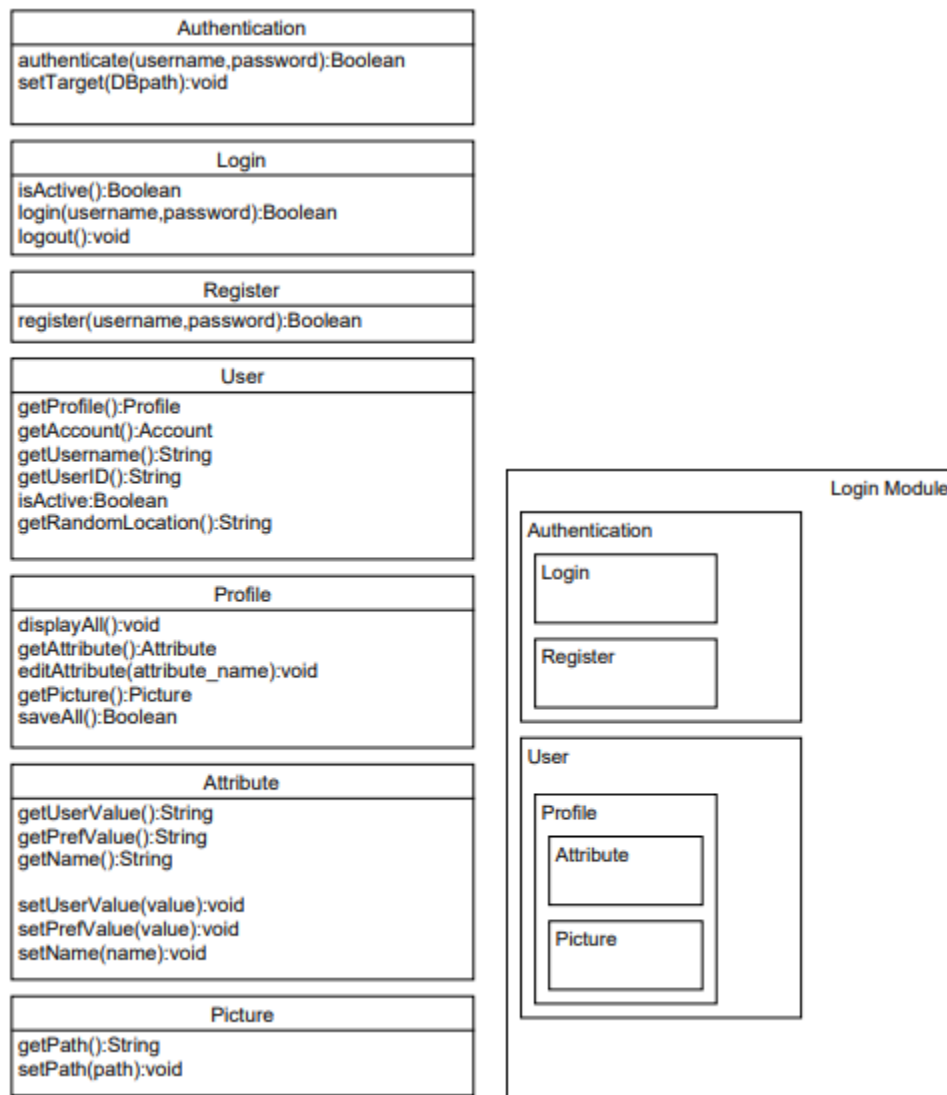 Authentication
authenticate(username,password):Boolean
setTarget(DBpath):void
Login
isActive():Boolean
login(username,password):Boolean
logout():void
Register
register(username,password):Boolean
User
getProfile():Profile
getAccount():Account
getUsername():String
getUserID():String
isActive:Boolean
getRandomLocation():String
Profile
displayAll():void
getAttribute():Attribute
editAttribute(attribute_name):void
getPicture():Picture
saveAll():Boolean
Attribute
getUserValue():String
getPrefValue():String
getName():String
setUserValue(value):void
setPrefValue(value):void
setName(name):void
Picture
getPath():String
setPath(path):void
Login Module
Authentication
Login
Register
User
Profile
Attribute
Picture